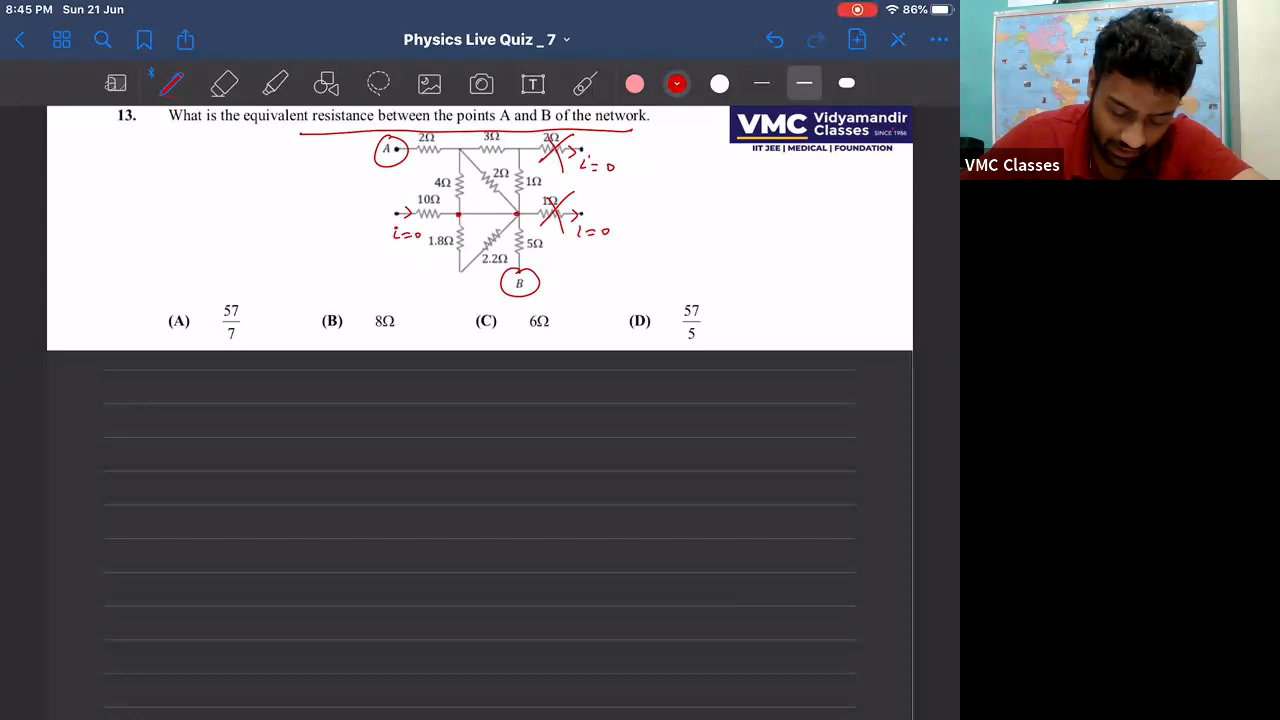 8:45 PM Sun 21 Jun
86%
Physics Live Quiz _ 7
T
13. What is the equivalent resistance between the points A and B of the network.
VMC Vidyamandir Classes SINCE 1986
IIT JEE | MEDICAL | FOUNDATION
VMC Classes
A 2Ω 3Ω 2Ω
i=0
4Ω 2Ω 1Ω
10Ω 1Ω
i=0 i=0
1.8Ω 5Ω
2.2Ω
B
(A) 57/7 (B) 8Ω (C) 6Ω (D) 57/5